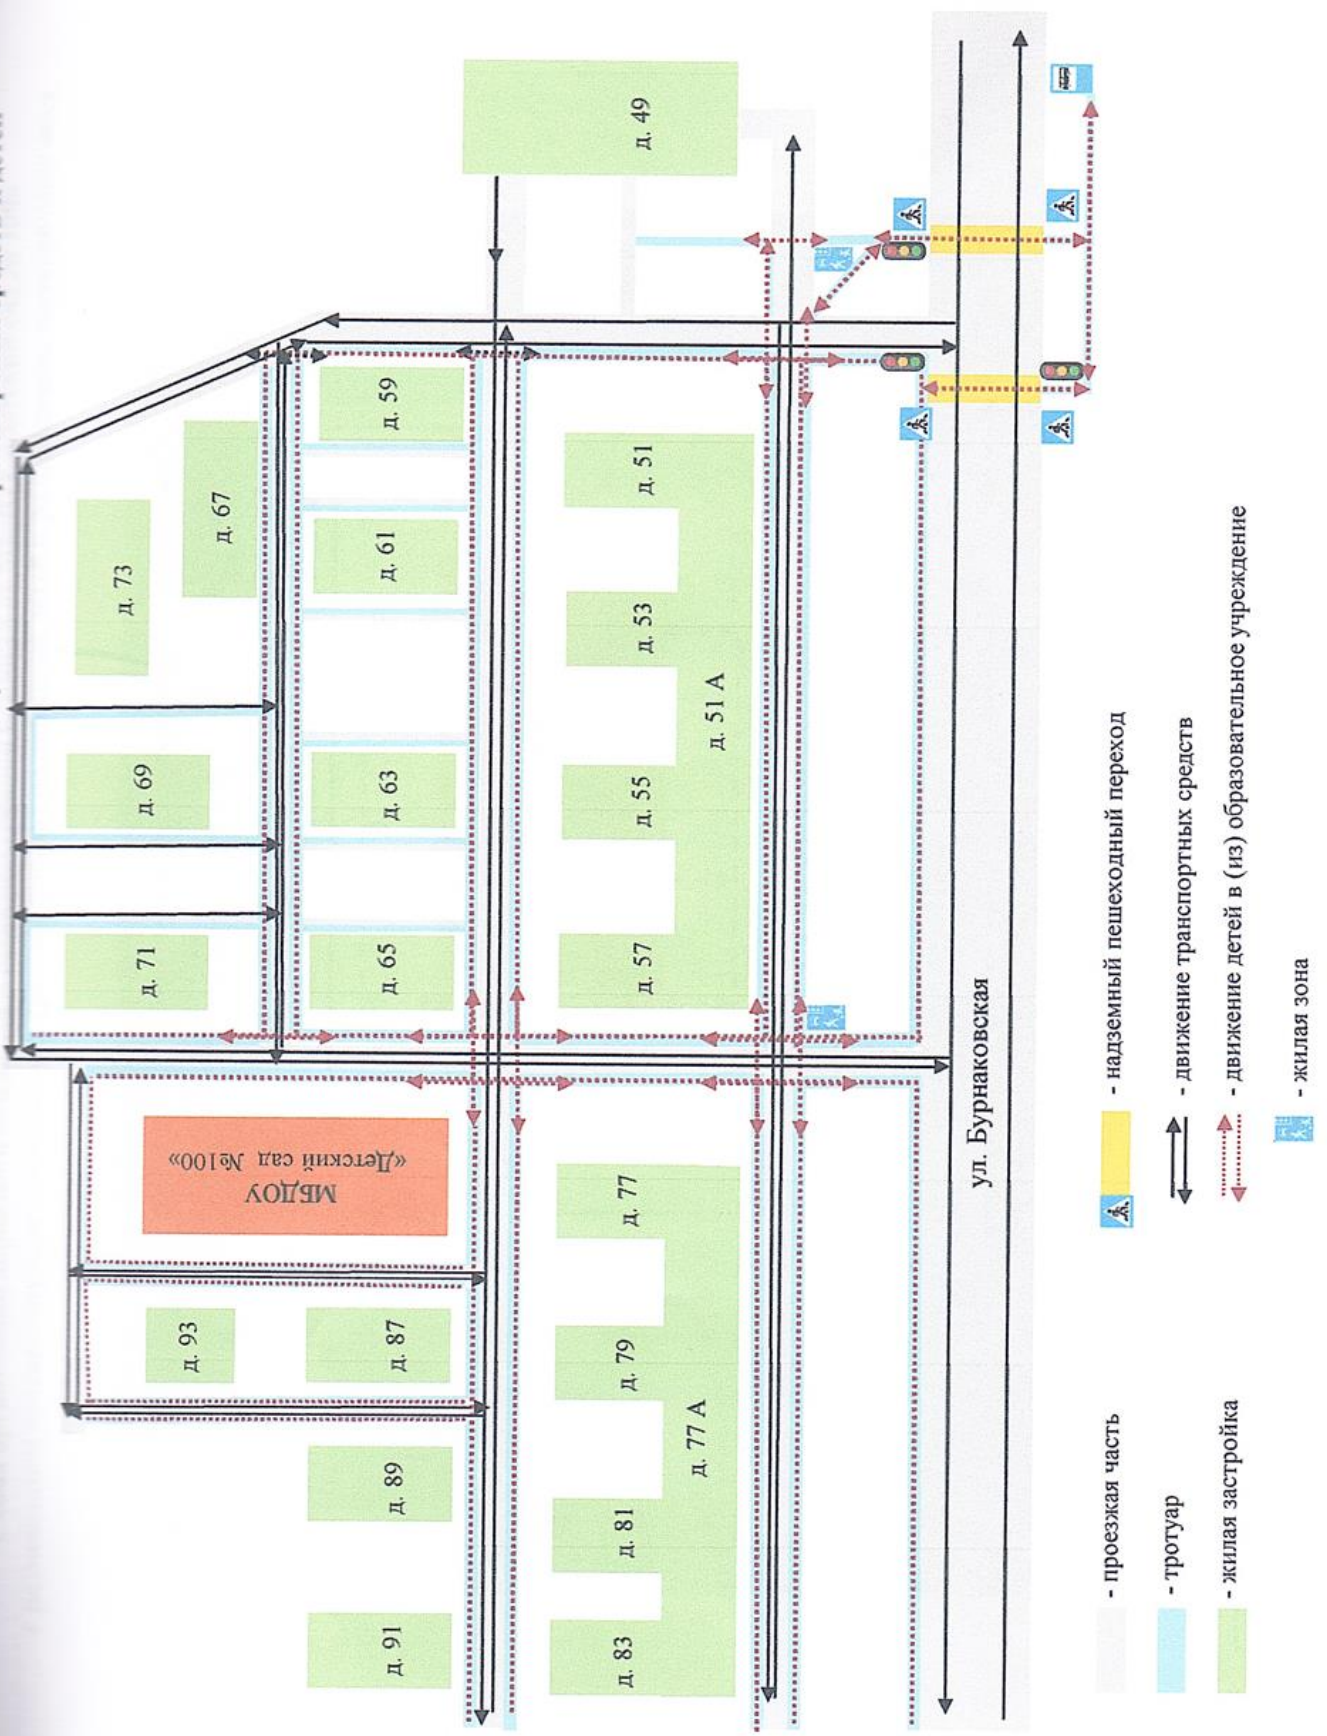 д. 49
д. 59
д. 67
д. 73
д. 61
д. 51
д. 53
д. 69
д. 63
д. 55
д. 51 А
д. 71
д. 65
д. 57
МБДОУ
«Детский сад №100»
д. 77
д. 93
д. 87
д. 79
д. 77 А
д. 89
д. 81
д. 91
д. 83
ул. Бурнаковская
- проезжая часть
- тротуар
- жилая застройка
- надземный пешеходный переход
- движение транспортных средств
- движение детей в (из) образовательное учреждение
- жилая зона